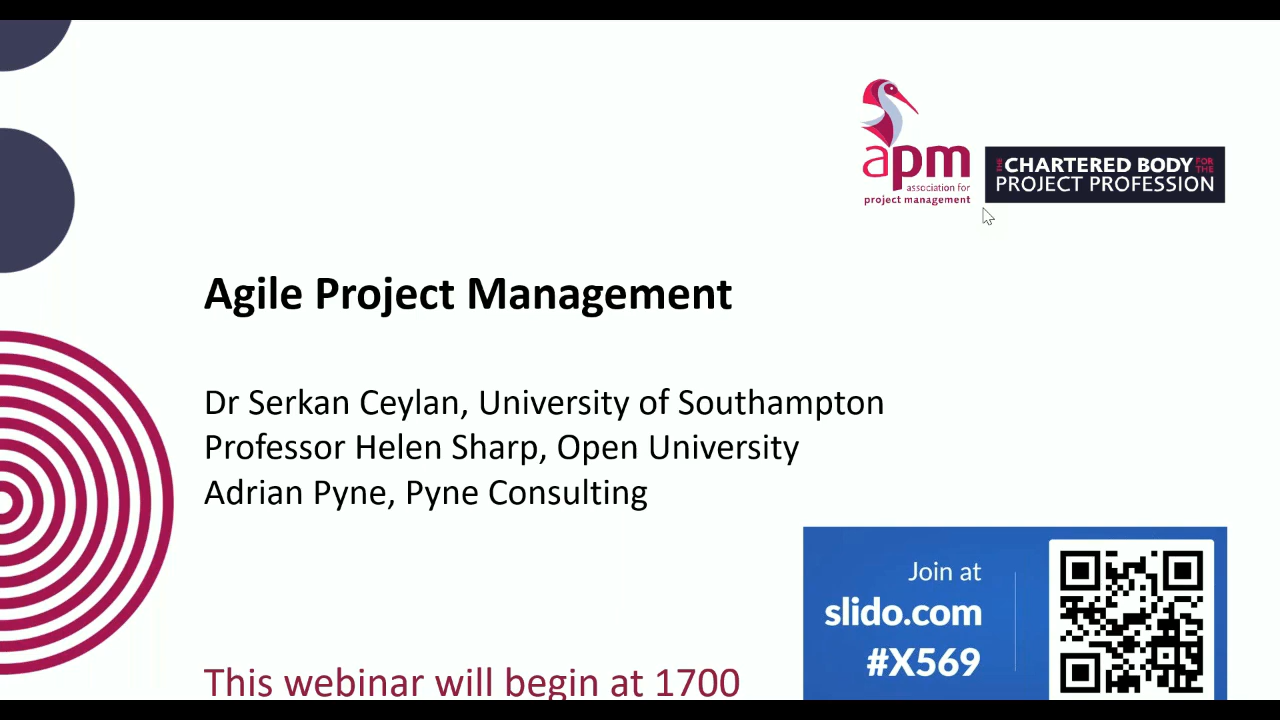 apm
association for
project management
THE CHARTERED BODY FOR THE
PROJECT PROFESSION
Agile Project Management
Dr Serkan Ceylan, University of Southampton
Professor Helen Sharp, Open University
Adrian Pyne, Pyne Consulting
Join at
slido.com
#X569
This webinar will begin at 1700